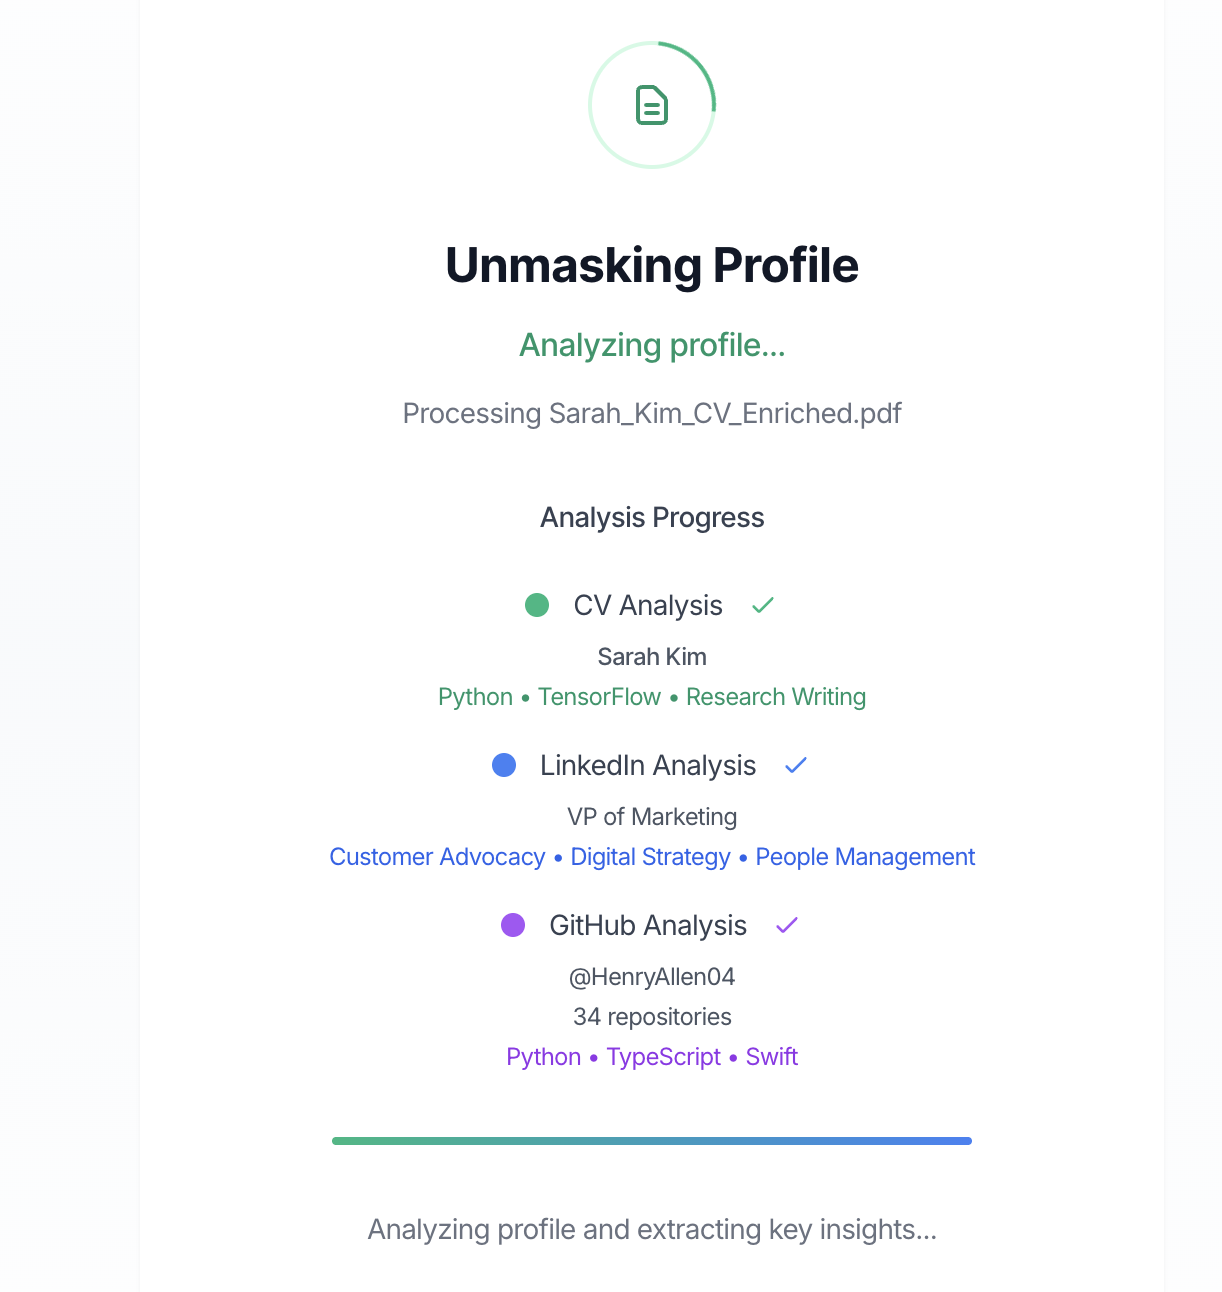 Unmasking Profile
Analyzing profile...
Processing Sarah_Kim_CV_Enriched.pdf
Analysis Progress
CV Analysis
Sarah Kim
Python • TensorFlow • Research Writing
LinkedIn Analysis
VP of Marketing
Customer Advocacy • Digital Strategy • People Management
GitHub Analysis
@HenryAllen04
34 repositories
Python • TypeScript • Swift
Analyzing profile and extracting key insights...